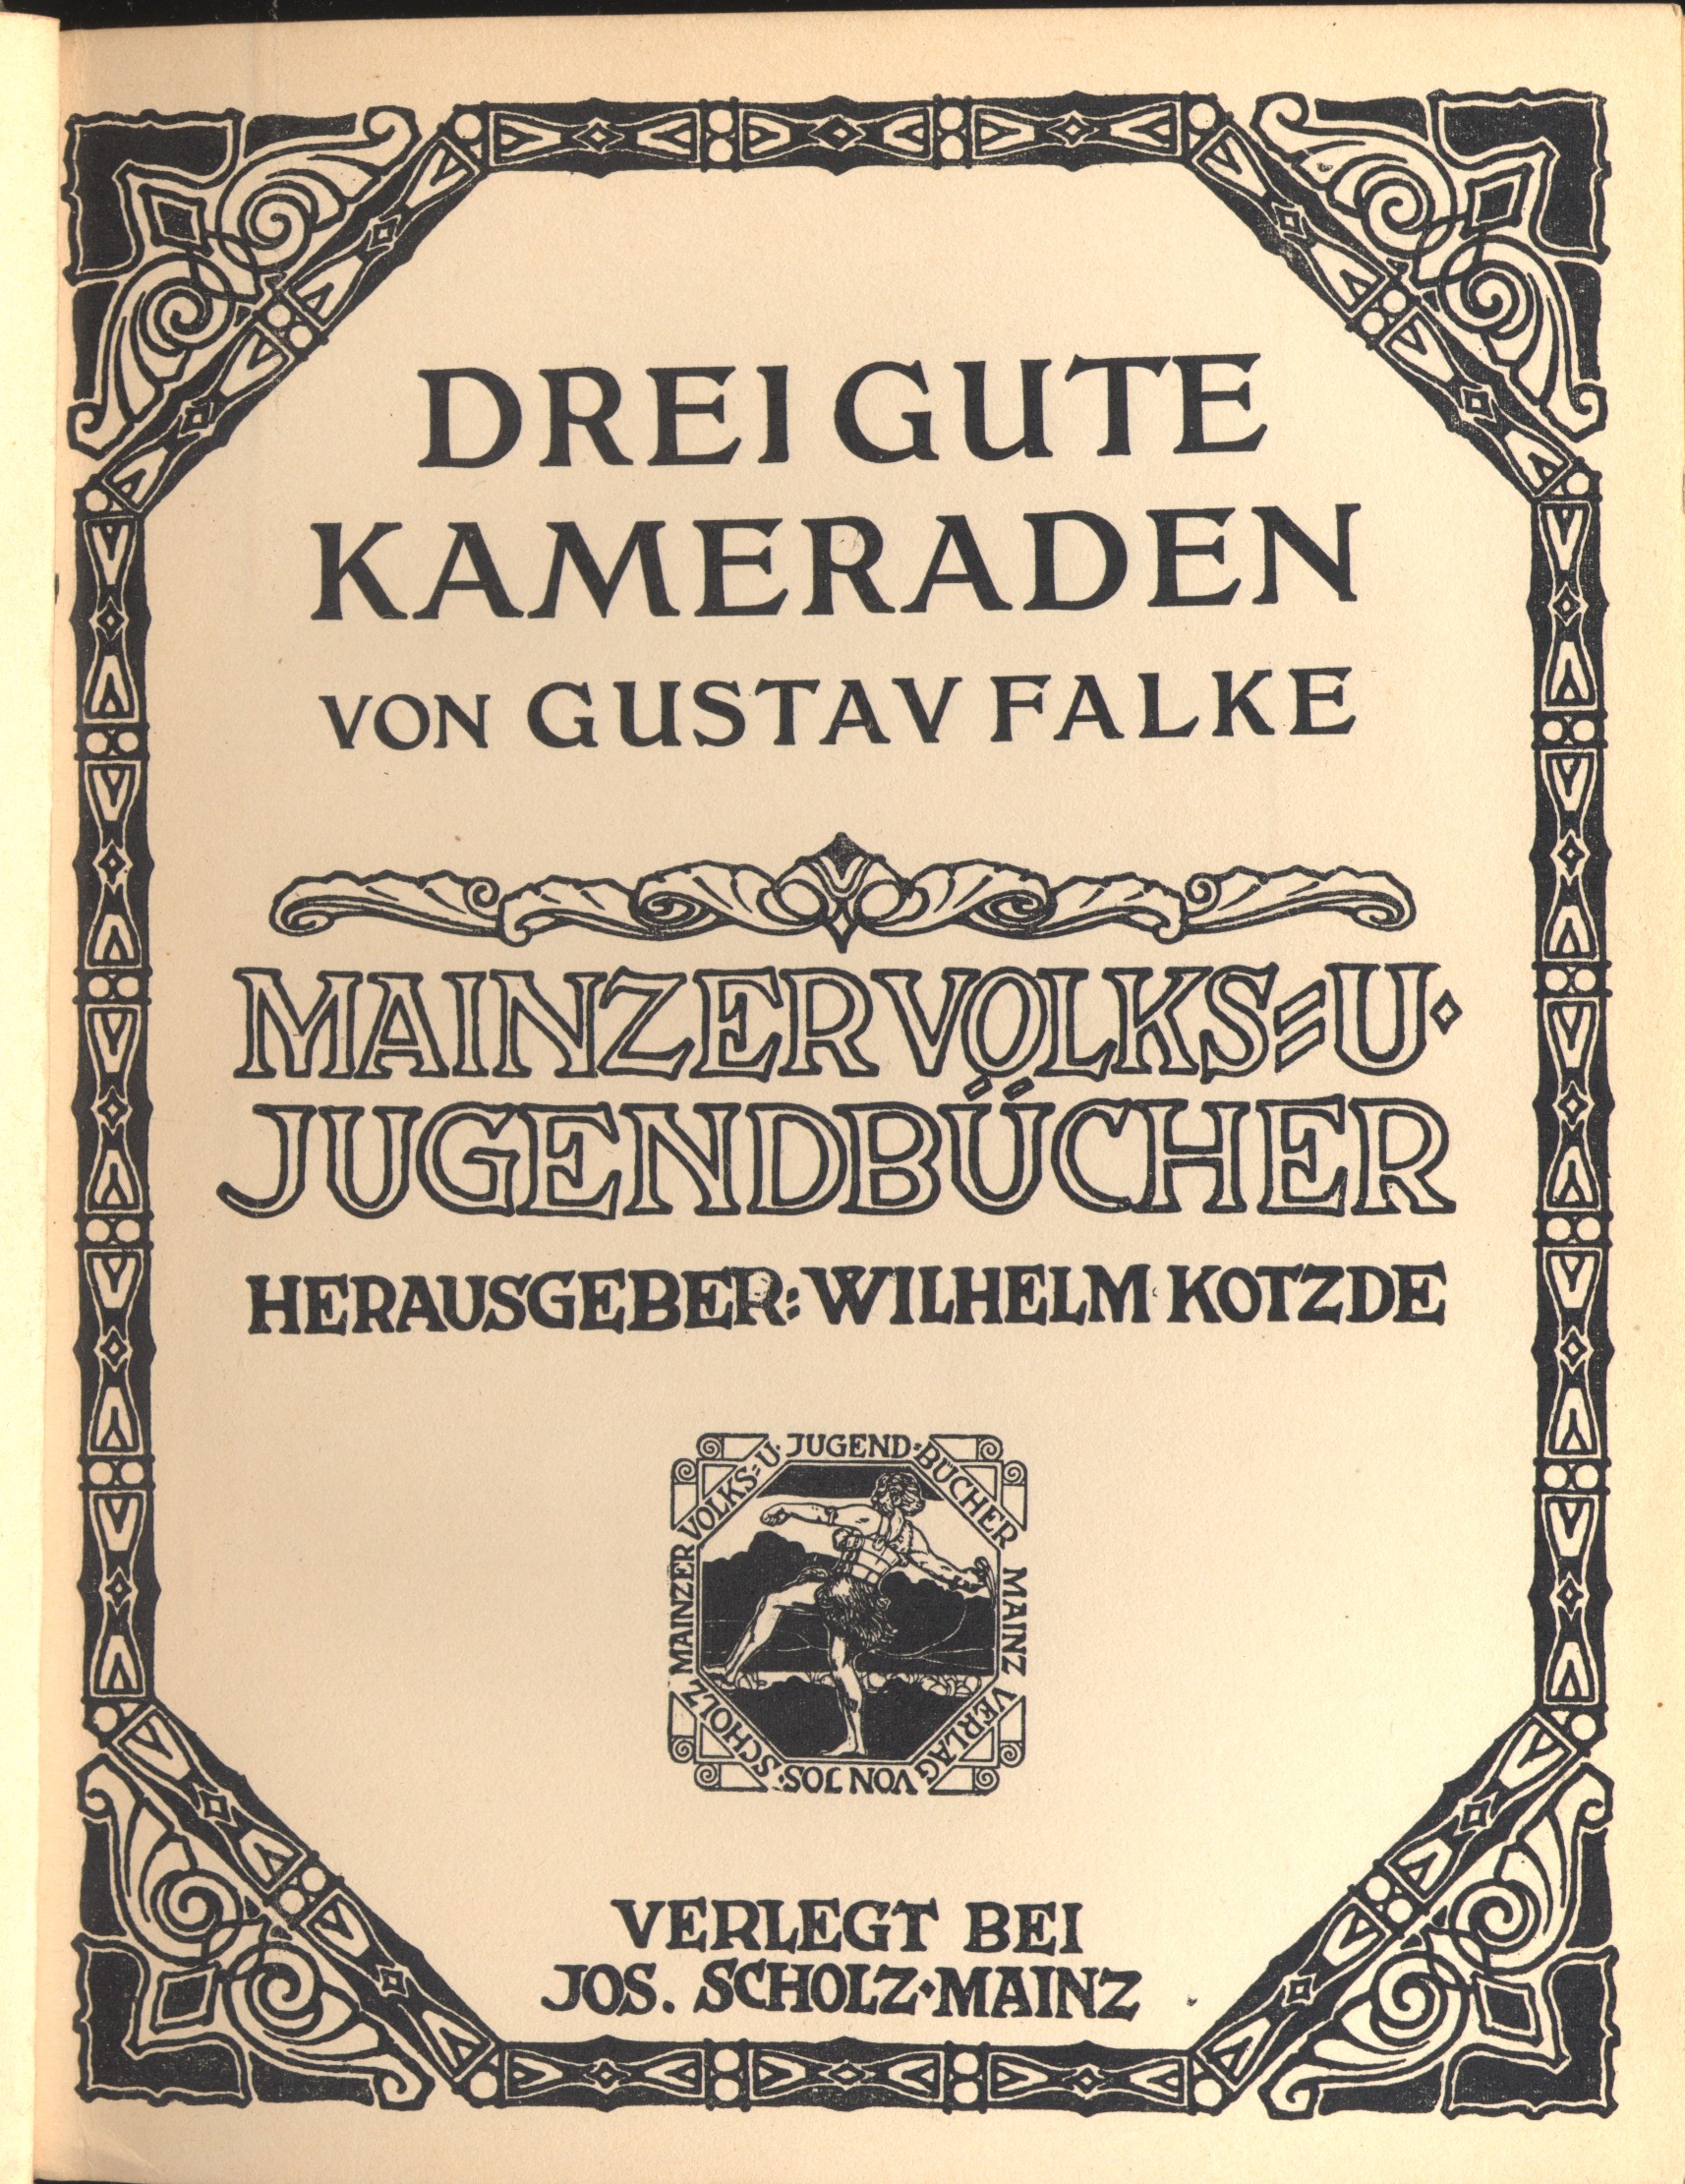 DREI GUTE
KAMERADEN
VON GUSTAV FALKE
MAINZER VOLKS=U·
JUGENDBÜCHER
HERAUSGEBER: WILHELM KOTZDE
MAINZER VOLKS=U· JUGEND=BÜCHER MAINZ VERLAG VON JOS· SCHOLZ
VERLEGT BEI
JOS. SCHOLZ·MAINZ